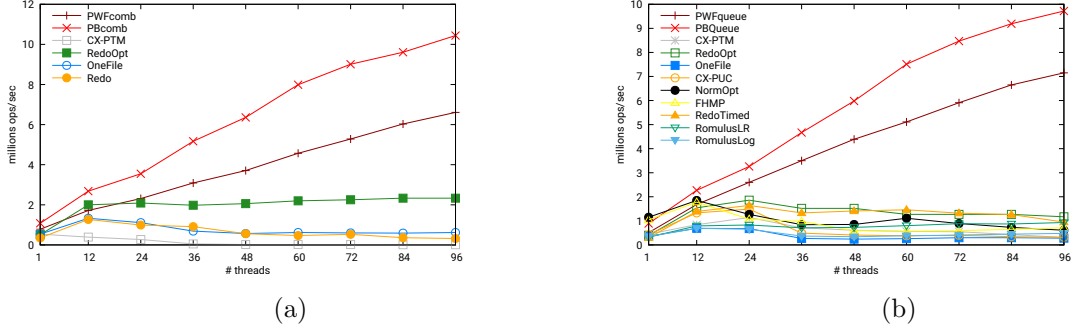 12
10
8
6
4
2
0
millions ops/sec
PWFcomb
PBcomb
CX-PTM
RedoOpt
OneFile
Redo
1 12 24 36 48 60 72 84 96
# threads
(a)
10
9
8
7
6
5
4
3
2
1
0
millions ops/sec
PWFqueue
PBQueue
CX-PTM
RedoOpt
OneFile
CX-PUC
NormOpt
FHMP
RedoTimed
RomulusLR
RomulusLog
1 12 24 36 48 60 72 84 96
# threads
(b)